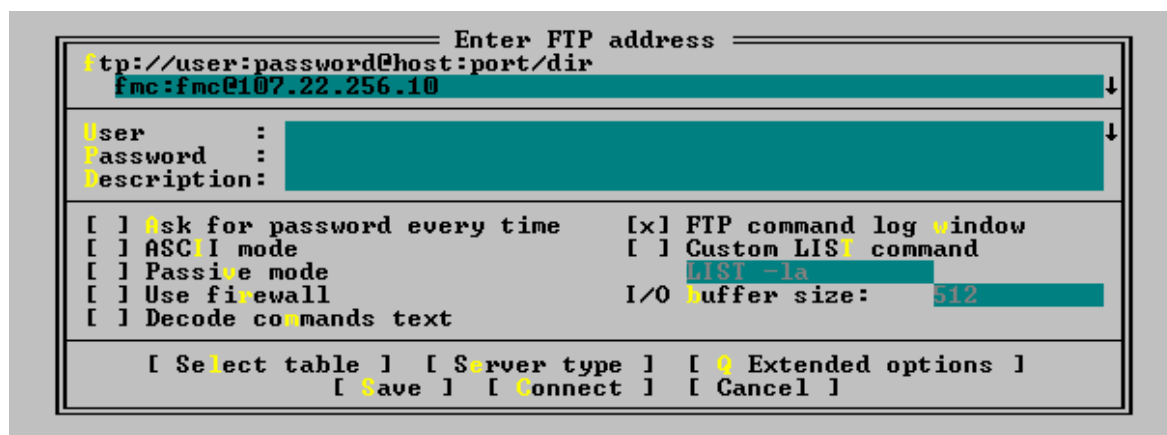 Enter FTP address
ftp://user:password@host:port/dir
fmc:fmc@107.22.256.10 ↓
User : ↓
Password :
Description:
[ ] Ask for password every time [x] FTP command log window
[ ] ASCII mode [ ] Custom LIST command
[ ] Passive mode LIST -la
[ ] Use firewall I/O buffer size: 512
[ ] Decode commands text
[ Select table ] [ Server type ] [ Q Extended options ]
[ Save ] [ Connect ] [ Cancel ]